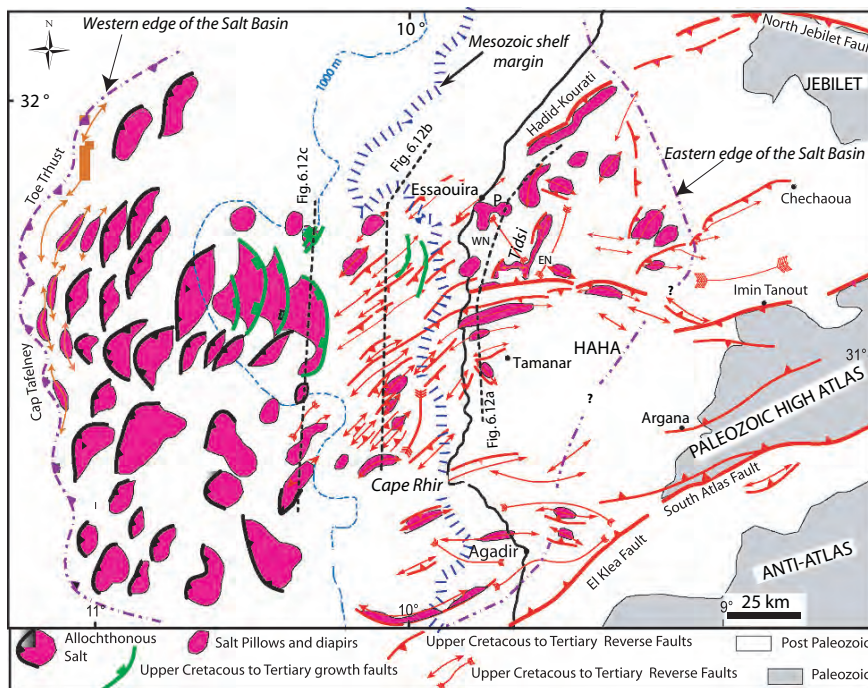 Western edge of the Salt Basin
10°
10°
N
North Jebilet Fault
JEBILET
Mesozoic shelf
margin
1000 m
32°
Hadid-Kourati
Fig.6.12b
Toe Trhust
Fig.6.12c
Eastern edge of the Salt Basin
Essaouira
P
Chechaoua
WN
Tidsi
EN
?
Imin Tanout
HAHA
31°
Cap Tafelney
Tamanar
?
Fig.6.12a
Argana
PALEOZOIC HIGH ATLAS
Cape Rhir
South Atlas Fault
Agadir
El Klea Fault
ANTI-ATLAS
11°
10°
9°
25 km
Allochthonous
Salt
Salt Pillows and diapirs
Upper Cretacous to Tertiary Reverse Faults
Post Paleozoic
Upper Cretacous to Tertiary growth faults
Upper Cretacous to Tertiary Reverse Faults
Paleozoic